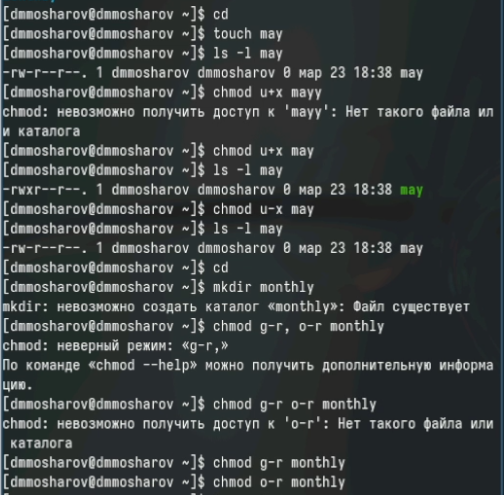 [dmmosharov@dmmosharov ~]$ cd
[dmmosharov@dmmosharov ~]$ touch may
[dmmosharov@dmmosharov ~]$ ls -l may
-rw-r--r--. 1 dmmosharov dmmosharov 0 мар 23 18:38 may
[dmmosharov@dmmosharov ~]$ chmod u+x mayy
chmod: невозможно получить доступ к 'mayy': Нет такого файла ил
и каталога
[dmmosharov@dmmosharov ~]$ chmod u+x may
[dmmosharov@dmmosharov ~]$ ls -l may
-rwxr--r--. 1 dmmosharov dmmosharov 0 мар 23 18:38 may
[dmmosharov@dmmosharov ~]$ chmod u-x may
[dmmosharov@dmmosharov ~]$ ls -l may
-rw-r--r--. 1 dmmosharov dmmosharov 0 мар 23 18:38 may
[dmmosharov@dmmosharov ~]$ cd
[dmmosharov@dmmosharov ~]$ mkdir monthly
mkdir: невозможно создать каталог «monthly»: Файл существует
[dmmosharov@dmmosharov ~]$ chmod g-r, o-r monthly
chmod: неверный режим: «g-r,»
По команде «chmod --help» можно получить дополнительную информа
цию.
[dmmosharov@dmmosharov ~]$ chmod g-r o-r monthly
chmod: невозможно получить доступ к 'o-r': Нет такого файла или
 каталога
[dmmosharov@dmmosharov ~]$ chmod g-r monthly
[dmmosharov@dmmosharov ~]$ chmod o-r monthly